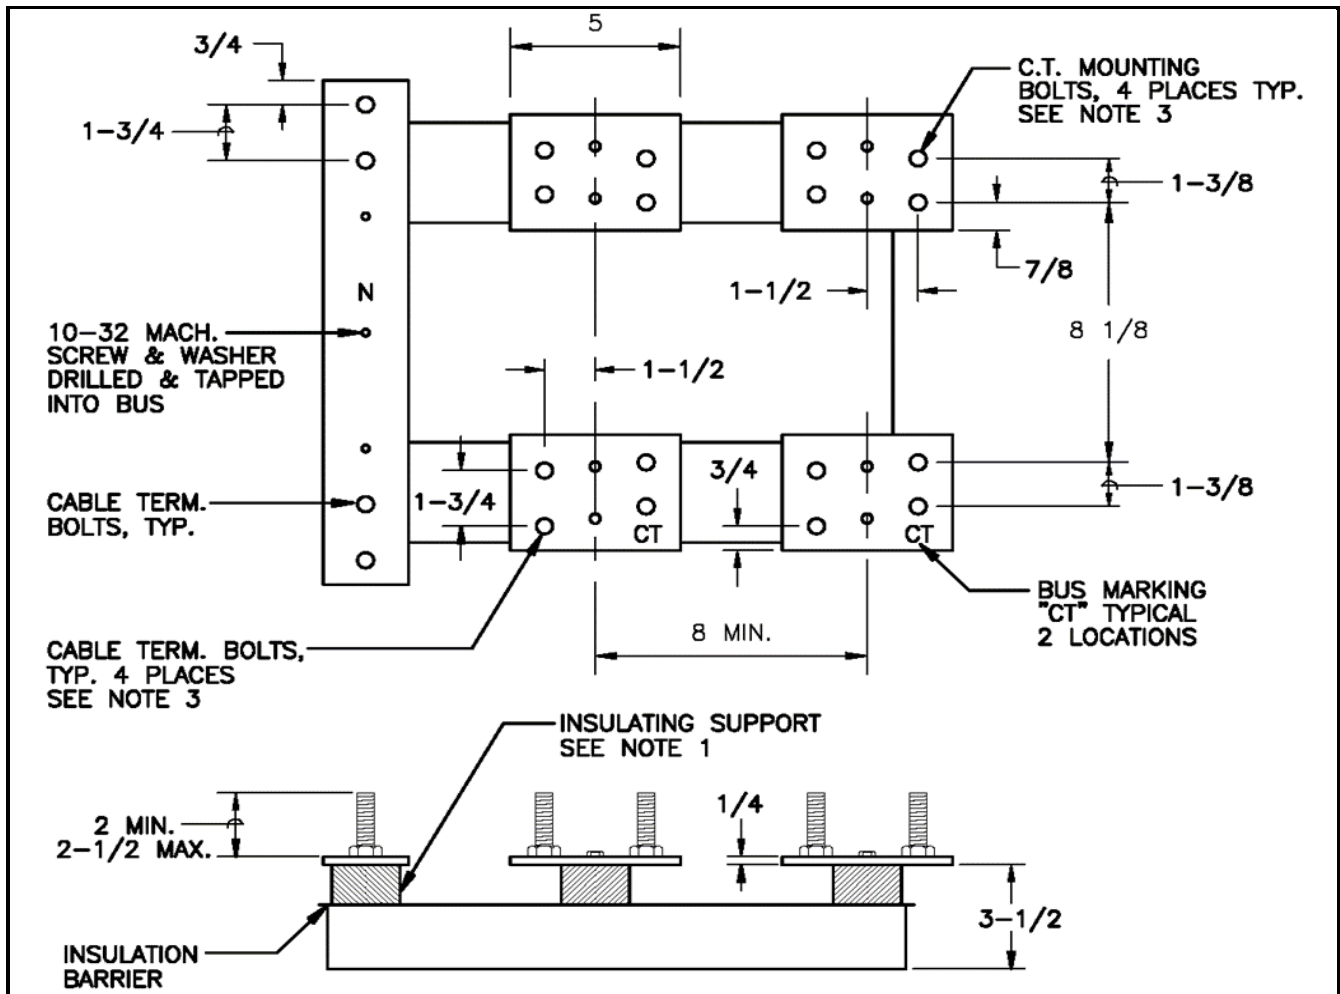 5
3/4
C.T. MOUNTING
BOLTS, 4 PLACES TYP.
SEE NOTE 3
1-3/4
1-3/8
7/8
1-1/2
N
8 1/8
10-32 MACH.
SCREW & WASHER
DRILLED & TAPPED
INTO BUS
1-1/2
3/4
1-3/8
CABLE TERM.
BOLTS, TYP.
1-3/4
CT
CT
BUS MARKING
"CT" TYPICAL
2 LOCATIONS
8 MIN.
CABLE TERM. BOLTS,
TYP. 4 PLACES
SEE NOTE 3
INSULATING SUPPORT
SEE NOTE 1
1/4
2 MIN.
2-1/2 MAX.
3-1/2
INSULATION
BARRIER